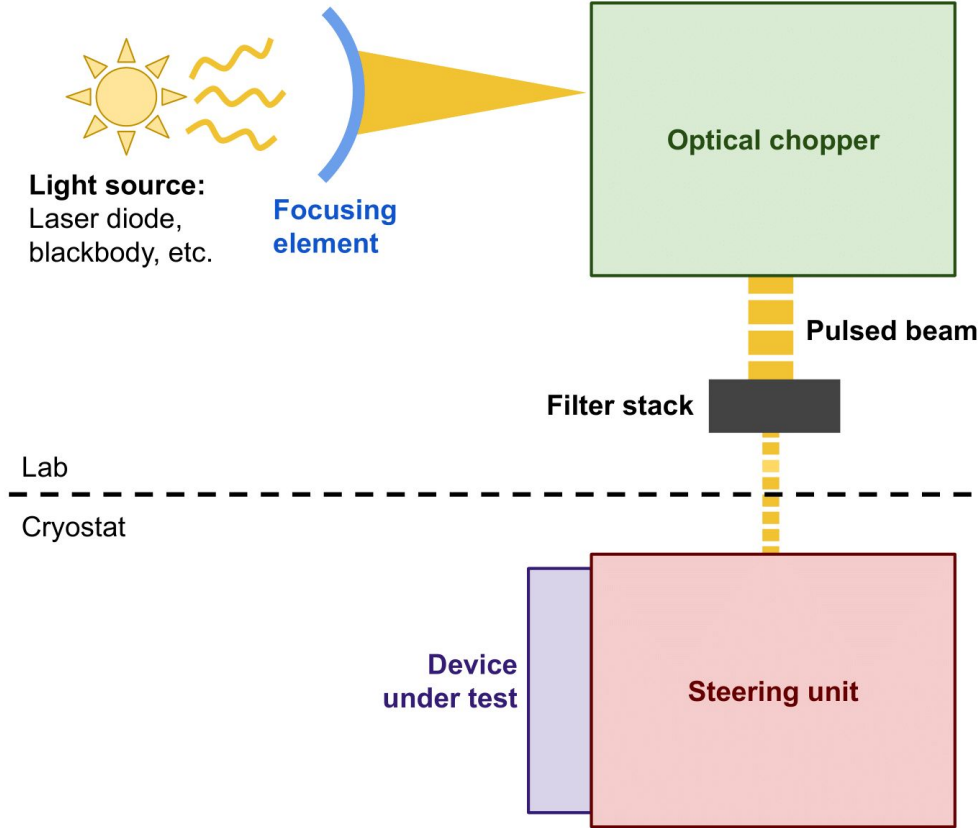 Light source:
Laser diode,
blackbody, etc.
Focusing
element
Optical chopper
Pulsed beam
Filter stack
Lab
Cryostat
Device
under test
Steering unit